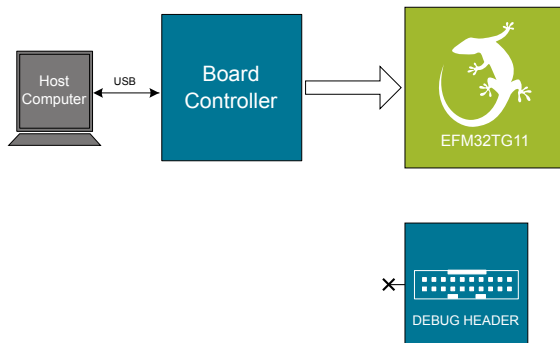 Host
Computer
USB
Board
Controller
EFM32TG11
DEBUG HEADER